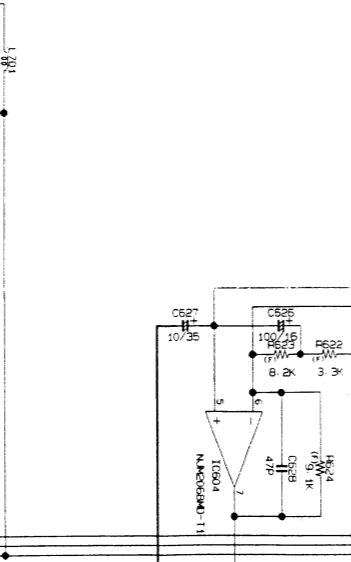 L701
C627
10/35
C626
100/16
R623
(F)
8.2K
R622
(F)
3.3K
5
6
+
-
7
IC604
NJM2068MD-T1
C628
47P
R624
(F)
9.1K